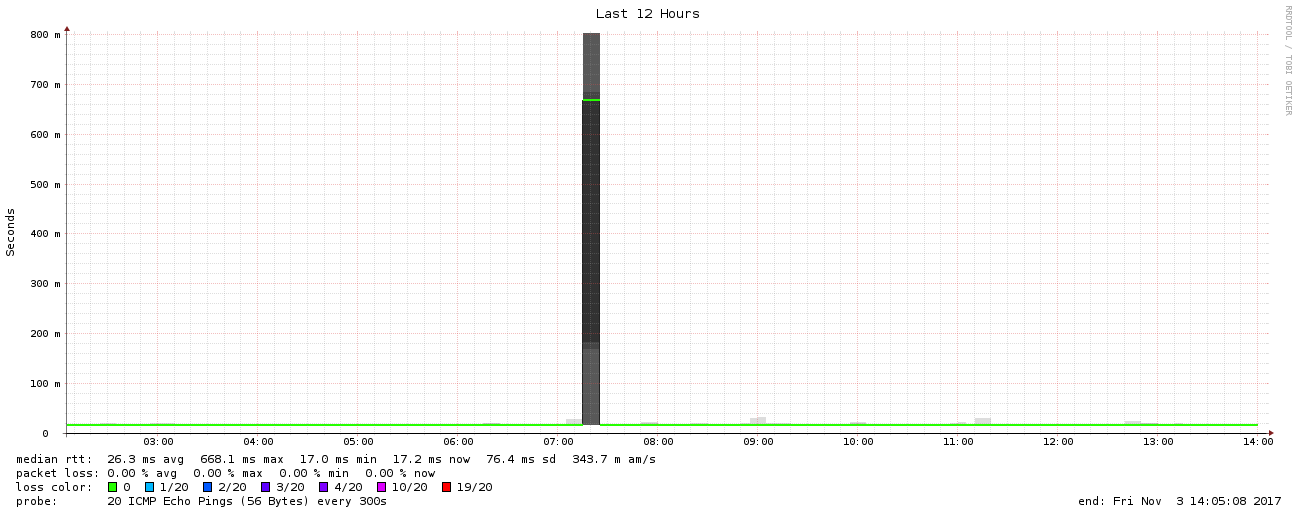 Last 12 Hours
RRDTOOL / TOBI OETIKER
Seconds
800 m
700 m
600 m
500 m
400 m
300 m
200 m
100 m
0
03:00 04:00 05:00 06:00 07:00 08:00 09:00 10:00 11:00 12:00 13:00 14:00
median rtt: 26.3 ms avg 668.1 ms max 17.0 ms min 17.2 ms now 76.4 ms sd 343.7 m am/s
packet loss: 0.00 % avg 0.00 % max 0.00 % min 0.00 % now
loss color: 0 1/20 2/20 3/20 4/20 10/20 19/20
probe: 20 ICMP Echo Pings (56 Bytes) every 300s end: Fri Nov 3 14:05:08 2017